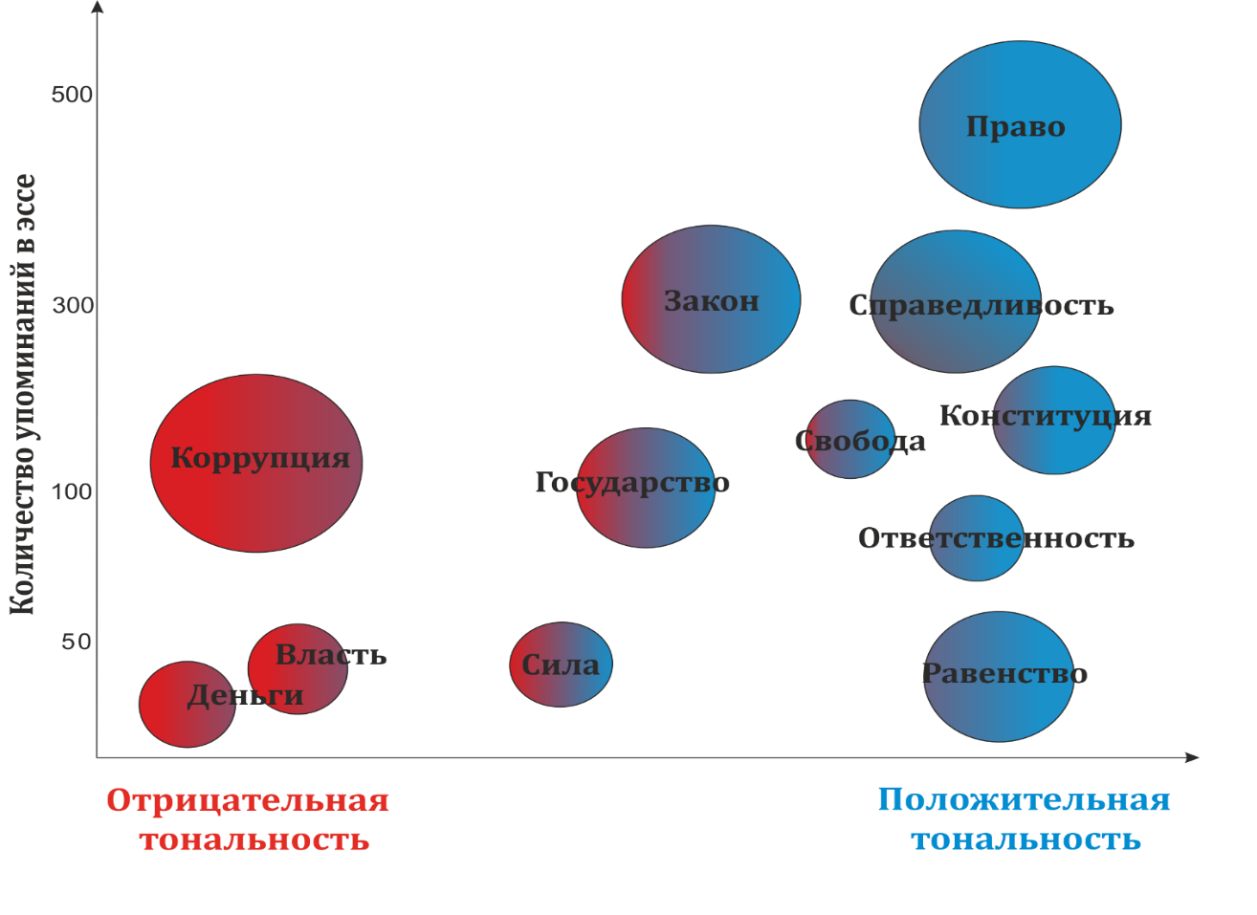 Количество упоминаний в эссе
500
300
100
50
Право
Закон
Справедливость
Конституция
Свобода
Коррупция
Государство
Ответственность
Власть
Сила
Равенство
Деньги
Отрицательная
тональность
Положительная
тональность